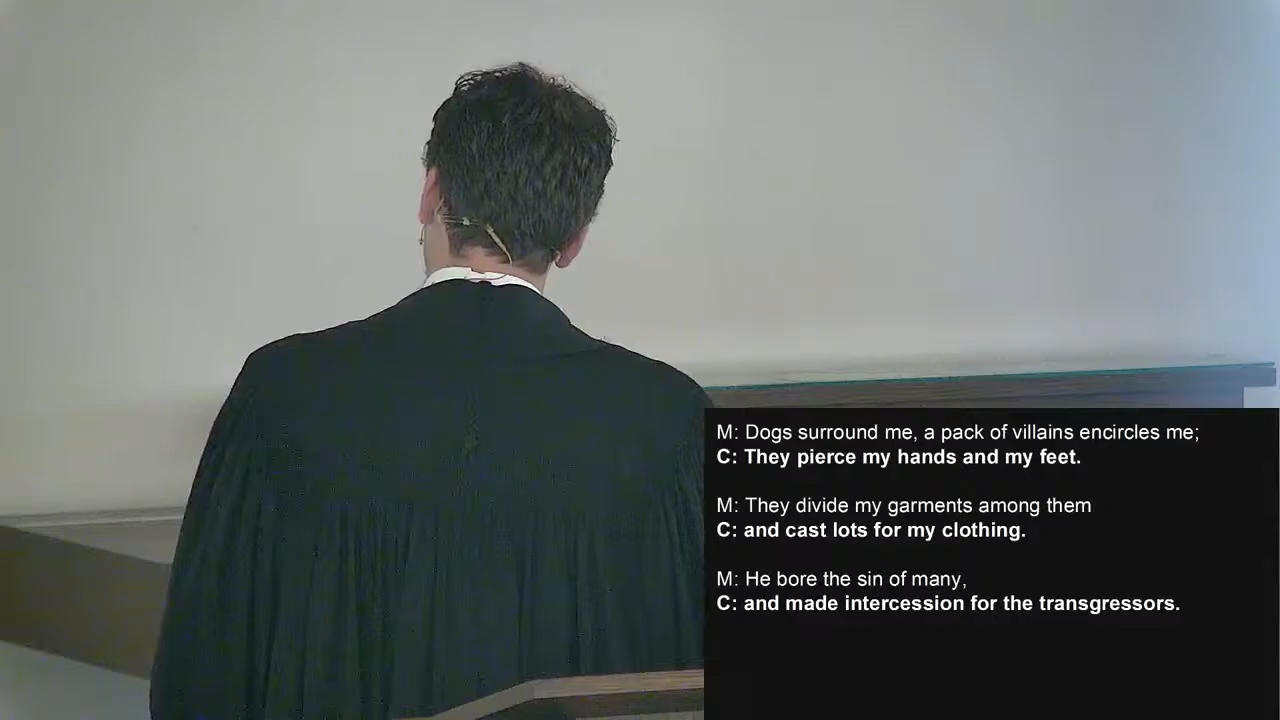 M: Dogs surround me, a pack of villains encircles me;
C: They pierce my hands and my feet.
M: They divide my garments among them
C: and cast lots for my clothing.
M: He bore the sin of many,
C: and made intercession for the transgressors.